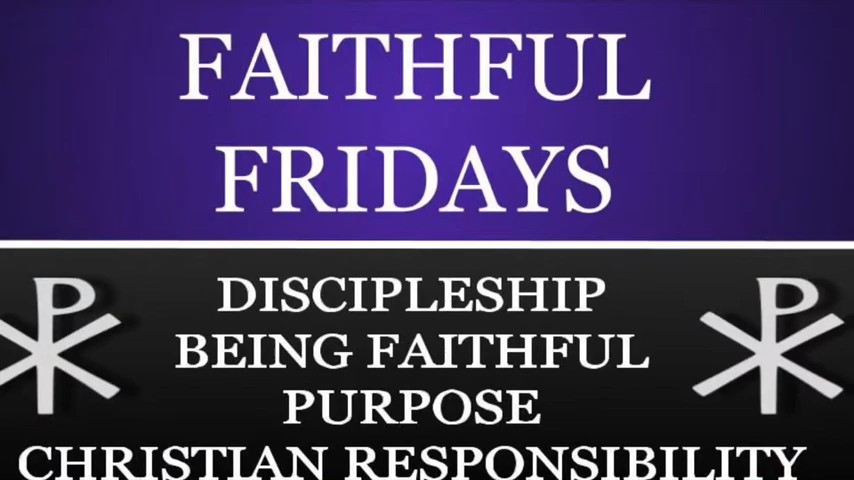 FAITHFUL
FRIDAYS
DISCIPLESHIP
BEING FAITHFUL
PURPOSE
CHRISTIAN RESPONSIBILITY